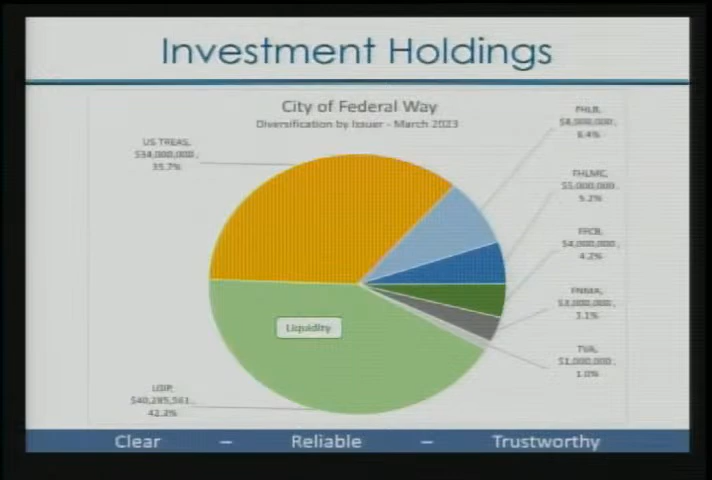 Investment Holdings
City of Federal Way
Diversification by Issuer - March 2023
US TREAS,
$34,000,000,
35.7%
FHLB,
$8,000,000,
8.4%
FHLMC,
$5,000,000,
5.2%
FFCB,
$4,000,000,
4.2%
FNMA,
$3,000,000,
3.1%
TVA,
$1,000,000,
1.0%
Liquidity
LGIP,
$40,285,561,
42.3%
Clear – Reliable – Trustworthy